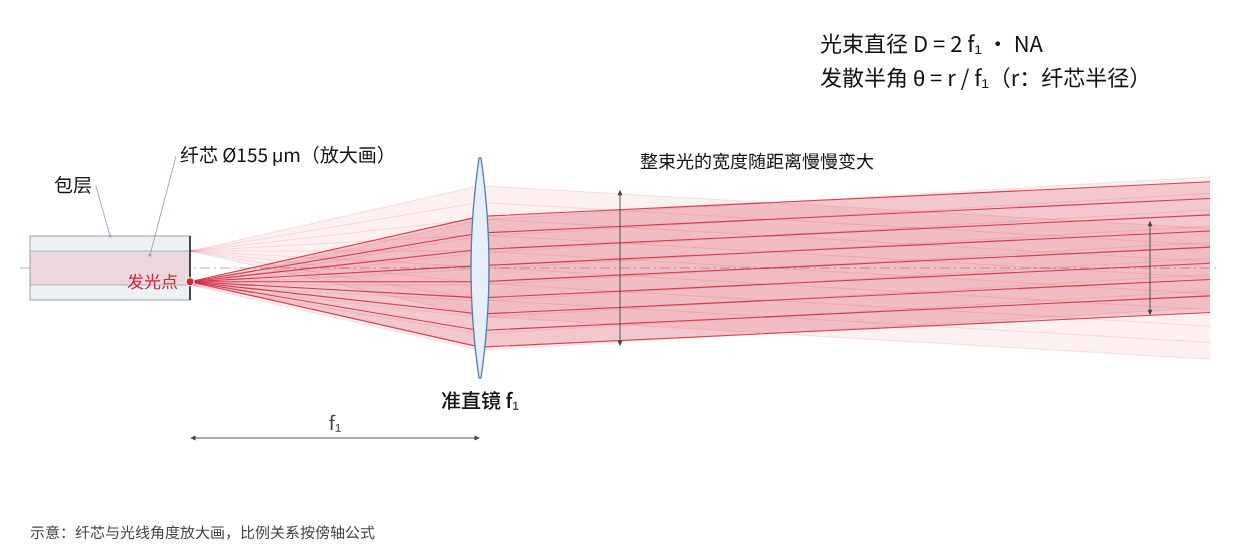 光束直径 D = 2 f₁ · NA
发散半角 θ = r / f₁（r：纤芯半径）
纤芯 Ø155 μm（放大画）
整束光的宽度随距离慢慢变大
包层
发光点
准直镜 f₁
f₁
示意：纤芯与光线角度放大画，比例关系按傍轴公式